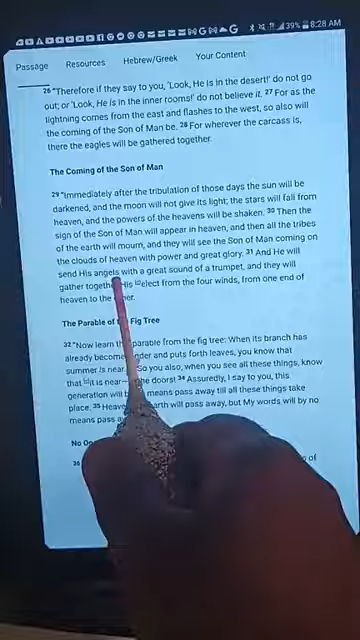 39% 8:28 AM
Passage Resources Hebrew/Greek Your Content
26 "Therefore if they say to you, 'Look, He is in the desert!' do not go
out; or 'Look, He is in the inner rooms!' do not believe it. 27 For as the
lightning comes from the east and flashes to the west, so also will
the coming of the Son of Man be. 28 For wherever the carcass is,
there the eagles will be gathered together.
The Coming of the Son of Man
29 "Immediately after the tribulation of those days the sun will be
darkened, and the moon will not give its light; the stars will fall from
heaven, and the powers of the heavens will be shaken. 30 Then the
sign of the Son of Man will appear in heaven, and then all the tribes
of the earth will mourn, and they will see the Son of Man coming on
the clouds of heaven with power and great glory. 31 And He will
send His angels with a great sound of a trumpet, and they will
gather His elect from the four winds, from one end of
heaven to the
The Parable of Fig Tree
32 "Now learn parable from the fig tree: When its branch has
already become and puts forth leaves, you know that
summer is near. So you also, when you see all these things, know
that it is near— doors! 34 Assuredly, I say to you, this
generation will means pass away till all these things take
place. 35 earth will pass away, but My words will by no
means pass
No
36 of